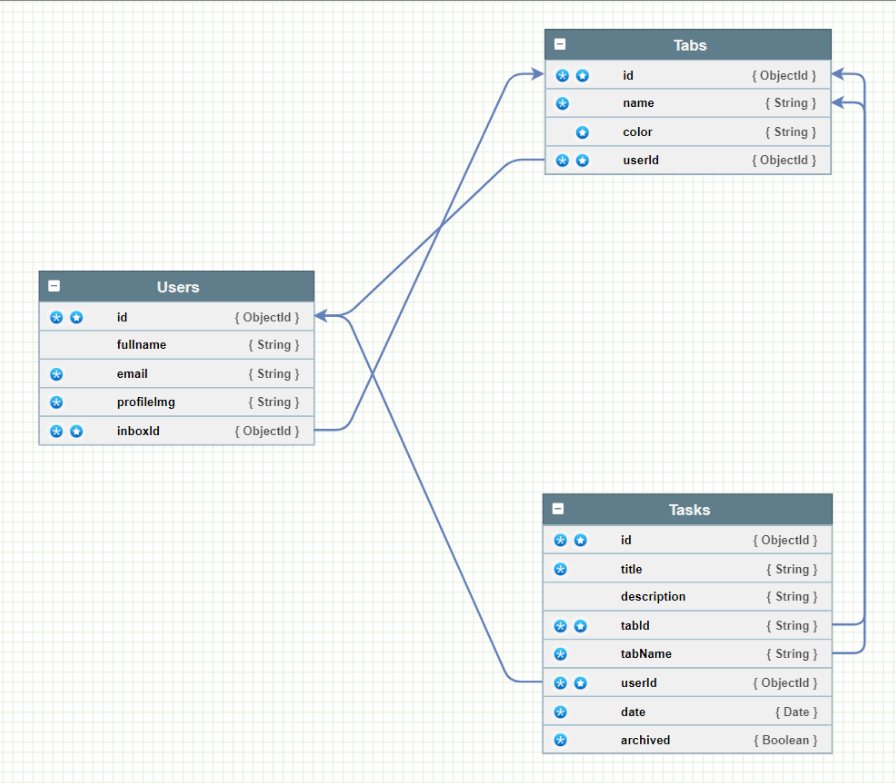 Tabs
id { ObjectId }
name { String }
color { String }
userId { ObjectId }
Users
id { ObjectId }
fullname { String }
email { String }
profileImg { String }
inboxId { ObjectId }
Tasks
id { ObjectId }
title { String }
description { String }
tabId { String }
tabName { String }
userId { ObjectId }
date { Date }
archived { Boolean }